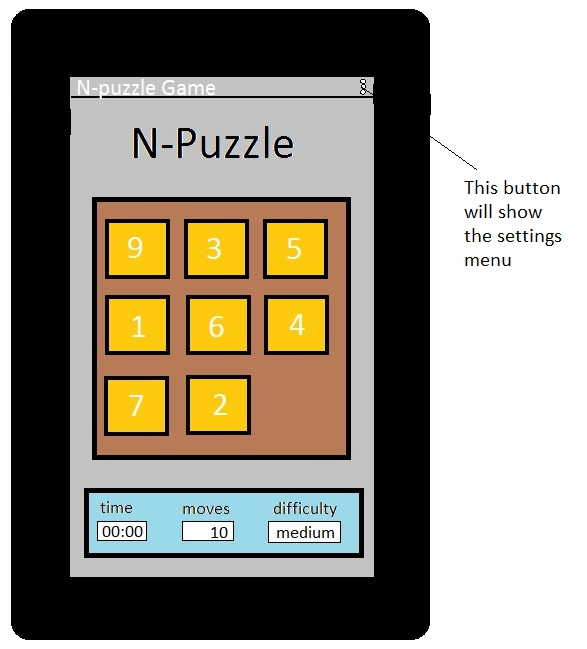 N-puzzle Game
N-Puzzle
This button
will show
the settings
menu
9 3 5
1 6 4
7 2
time moves difficulty
00:00 10 medium